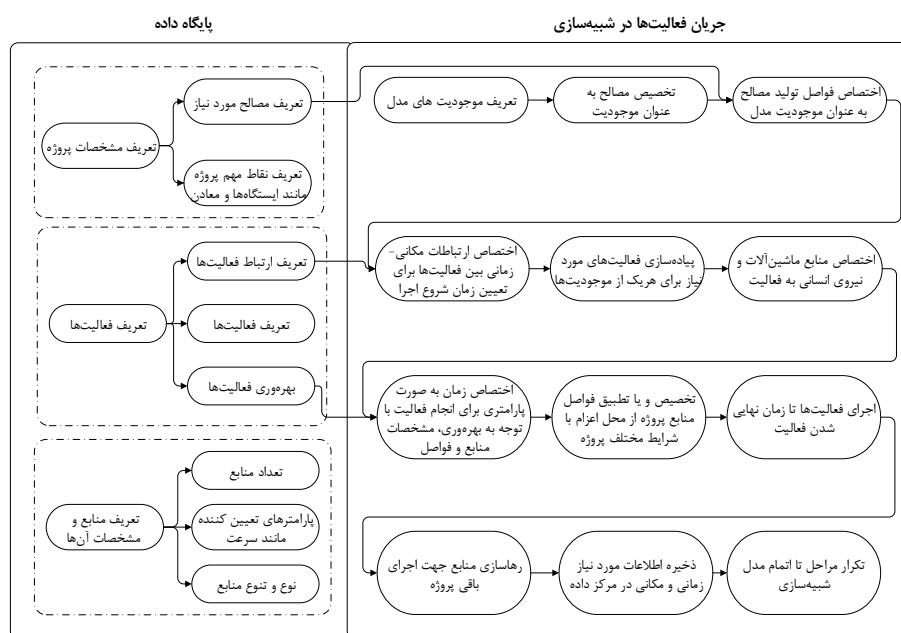 جریان فعالیت‌ها در شبیه‌سازی
پایگاه داده
تعریف موجودیت های مدل
تخصیص مصالح به
عنوان موجودیت
اختصاص فواصل تولید مصالح
به عنوان موجودیت مدل
اختصاص ارتباطات مکانی-
زمانی بین فعالیت‌ها برای
تعیین زمان شروع اجرا
پیاده‌سازی فعالیت‌های مورد
نیاز برای هریک از موجودیت‌ها
اختصاص منابع ماشین‌آلات و
نیروی انسانی به فعالیت
اختصاص زمان به صورت
پارامتری برای انجام فعالیت با
توجه به بهره‌وری، مشخصات
منابع و فواصل
تخصیص و یا تطبیق فواصل
منابع پروژه از محل اعزام با
شرایط مختلف پروژه
اجرای فعالیت‌ها تا زمان نهایی
شدن فعالیت
رهاسازی منابع جهت اجرای
باقی پروژه
ذخیره اطلاعات مورد نیاز
زمانی و مکانی در مرکز داده
تکرار مراحل تا اتمام مدل
شبیه‌سازی
تعریف مشخصات پروژه
تعریف مصالح مورد نیاز
تعریف نقاط مهم پروژه
مانند ایستگاه‌ها و معادن
تعریف فعالیت‌ها
تعریف ارتباط فعالیت‌ها
تعریف فعالیت‌ها
بهره‌وری فعالیت‌ها
تعریف منابع و
مشخصات آن‌ها
تعداد منابع
پارامترهای تعیین کننده
مانند سرعت
نوع و تنوع منابع